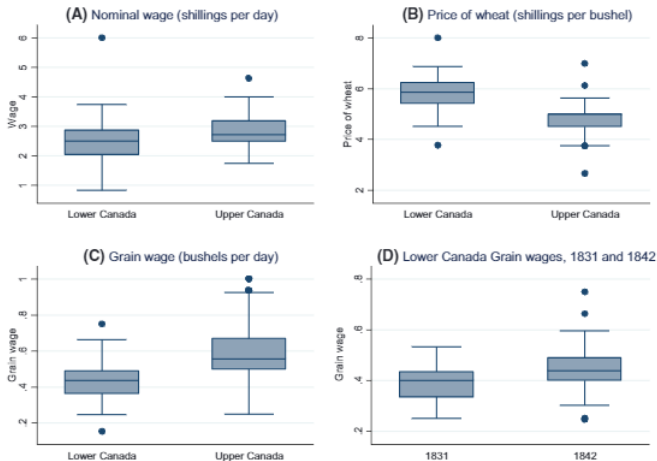 (A) Nominal wage (shillings per day)
Wage
6
5
4
3
2
1
Lower Canada Upper Canada
(B) Price of wheat (shillings per bushel)
Price of wheat
8
6
4
2
Lower Canada Upper Canada
(C) Grain wage (bushels per day)
Grain wage
1
.8
.6
.4
.2
Lower Canada Upper Canada
(D) Lower Canada Grain wages, 1831 and 1842
Grain wage
.8
.6
.4
.2
1831 1842